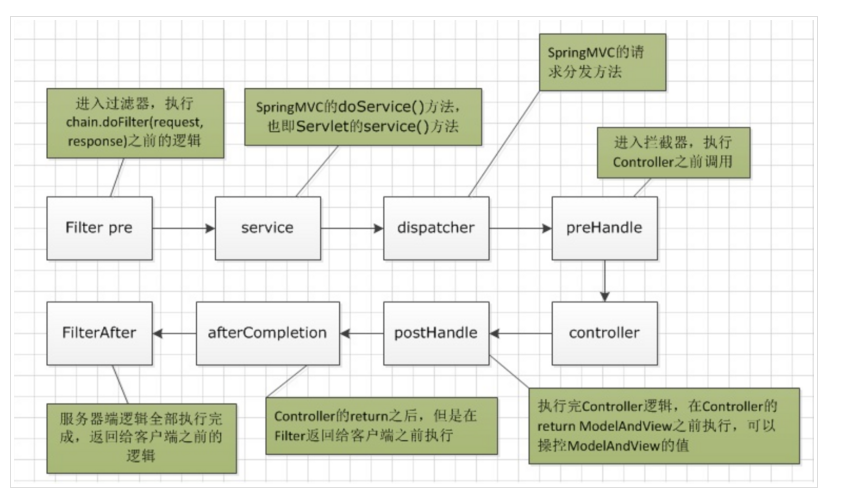 SpringMVC的请
求分发方法
进入过滤器，执行
chain.doFilter(request,
response)之前的逻辑
SpringMVC的doService()方法，
也即Servlet的service()方法
进入拦截器，执行
Controller之前调用
Filter pre
service
dispatcher
preHandle
FilterAfter
afterCompletion
postHandle
controller
服务器端逻辑全部执行完
成，返回给客户端之前的
逻辑
Controller的return之后，但是在
Filter返回给客户端之前执行
执行完Controller逻辑，在Controller的
return ModelAndView之前执行，可以
操控ModelAndView的值